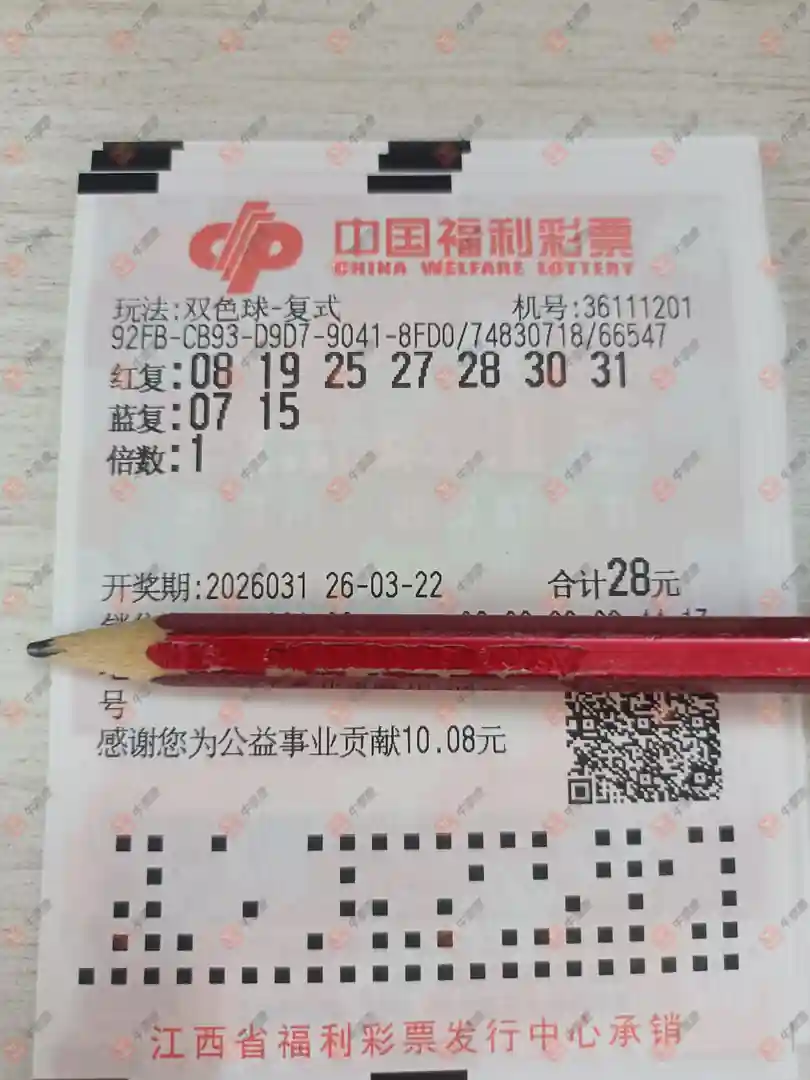 中国福利彩票
CHINA WELFARE LOTTERY
玩法:双色球-复式 机号:36111201
92FB-CB93-D9D7-9041-8FD0/74830718/66547
红复:08 19 25 27 28 30 31
蓝复:07 15
倍数:1
开奖期:2026031 26-03-22 合计28元
号
感谢您为公益事业贡献10.08元
江西省福利彩票发行中心承销